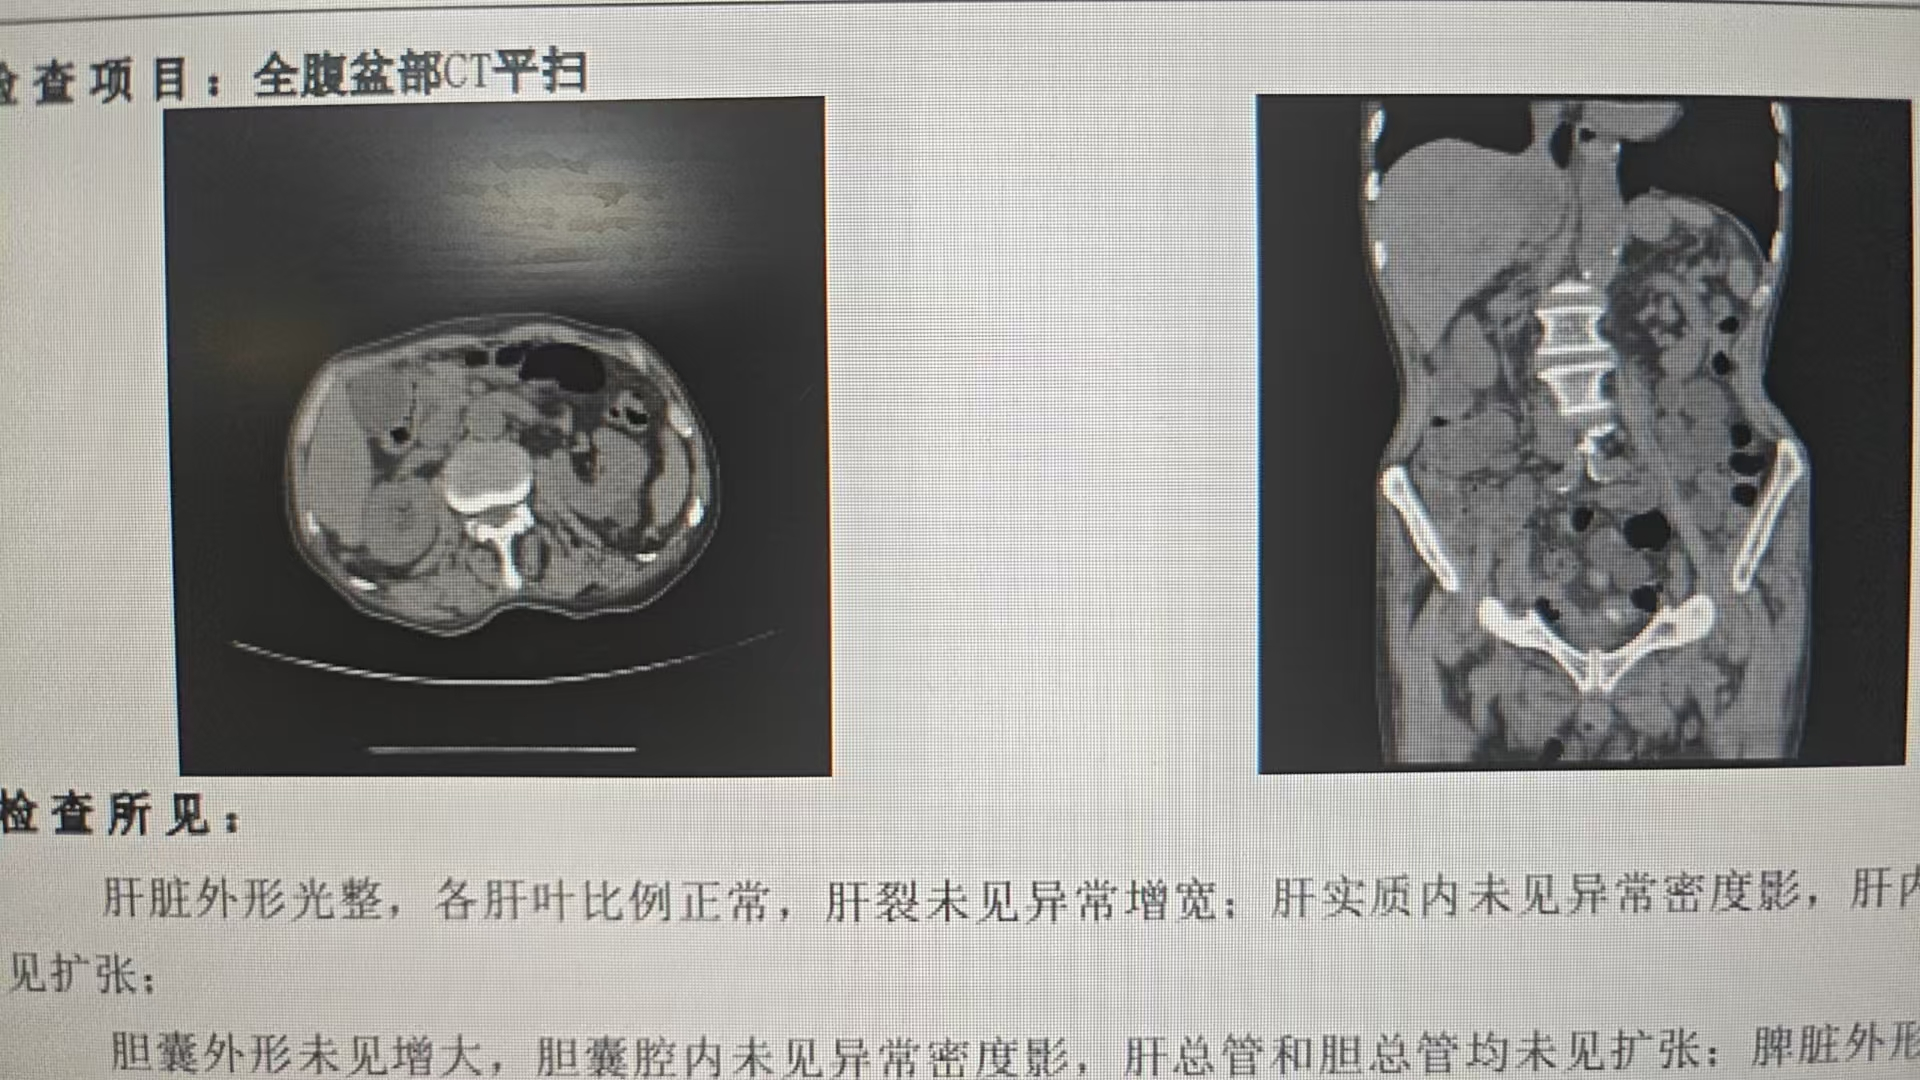 检查项目：全腹盆部CT平扫
检查所见：
肝脏外形光整，各肝叶比例正常，肝裂未见异常增宽；肝实质内未见异常密度影，肝内
见扩张；
胆囊外形未见增大，胆囊腔内未见异常密度影，肝总管和胆总管均未见扩张；脾脏外形